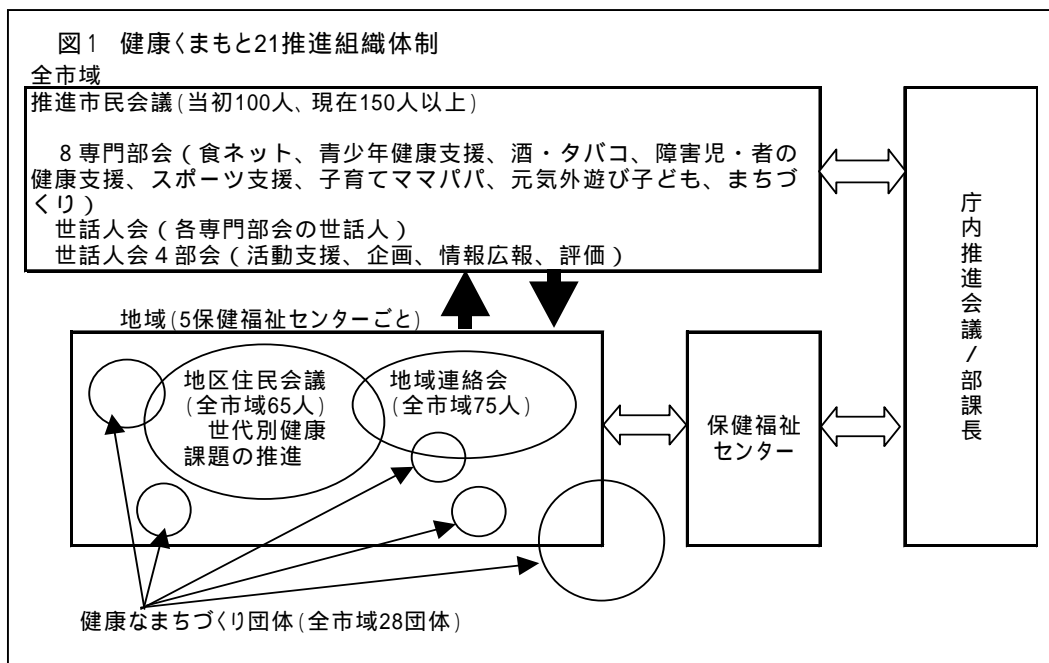 図1 健康くまもと21推進組織体制
全市域
推進市民会議(当初100人、現在150人以上)
8専門部会(食ネット、青少年健康支援、酒・タバコ、障害児・者の
健康支援、スポーツ支援、子育てママパパ、元気外遊び子ども、まちづ
くり)
世話人会(各専門部会の世話人)
世話人会4部会(活動支援、企画、情報広報、評価)
庁内推進会議/部課長
地域(5保健福祉センターごと)
地区住民会議
(全市域65人)
世代別健康
課題の推進
地域連絡会
(全市域75人)
保健福祉
センター
健康なまちづくり団体(全市域28団体)